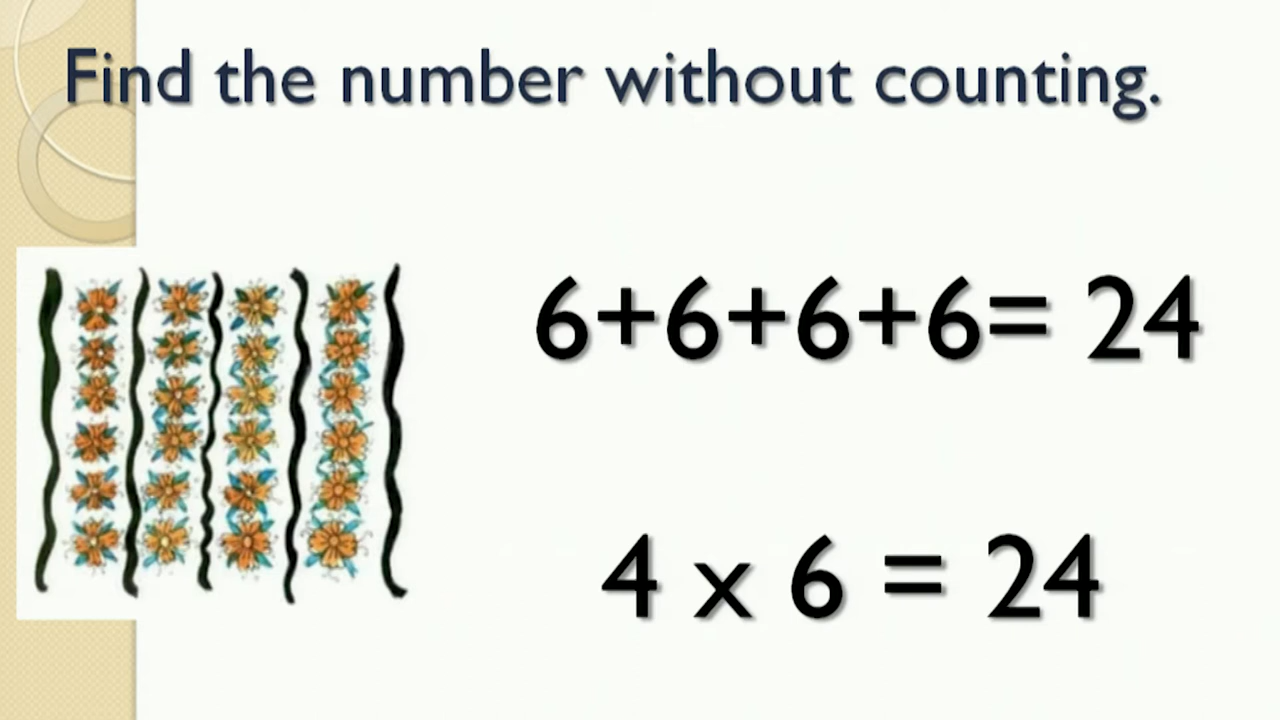 Find the number without counting.
6+6+6+6= 24
4 x 6 = 24